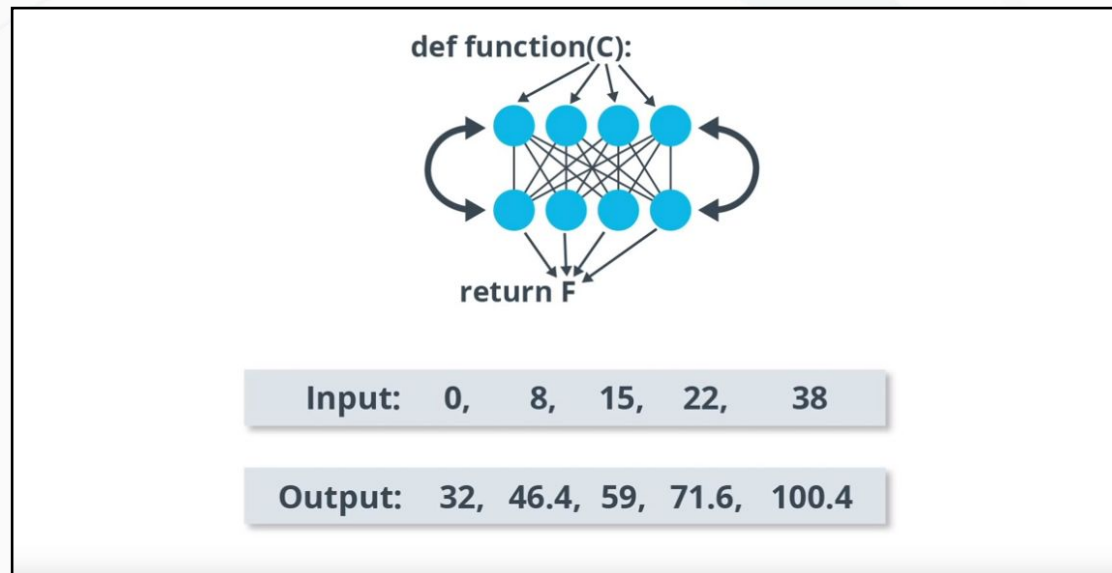 def function(C):
return F
Input: 0, 8, 15, 22, 38
Output: 32, 46.4, 59, 71.6, 100.4